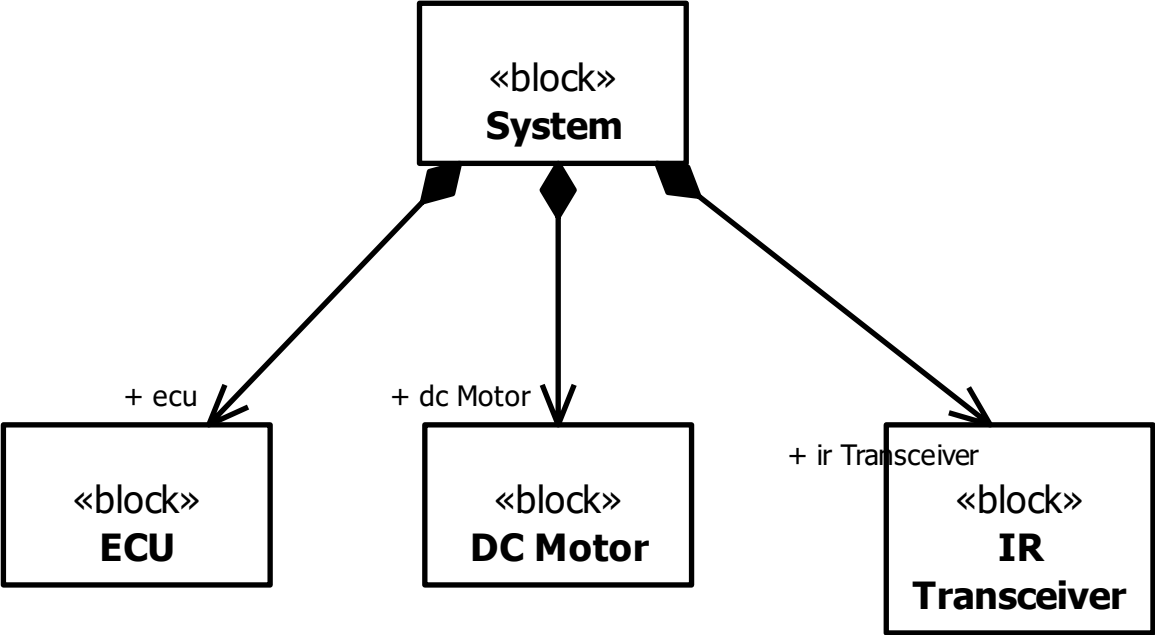 «block»
System
+ ecu
+ dc Motor
+ ir Transceiver
«block»
ECU
«block»
DC Motor
«block»
IR
Transceiver